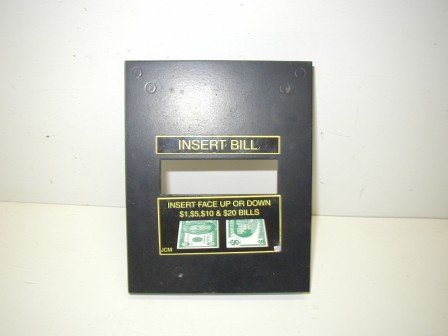 INSERT BILL
INSERT FACE UP OR DOWN
$1,$5,$10 & $20 BILLS
JCM